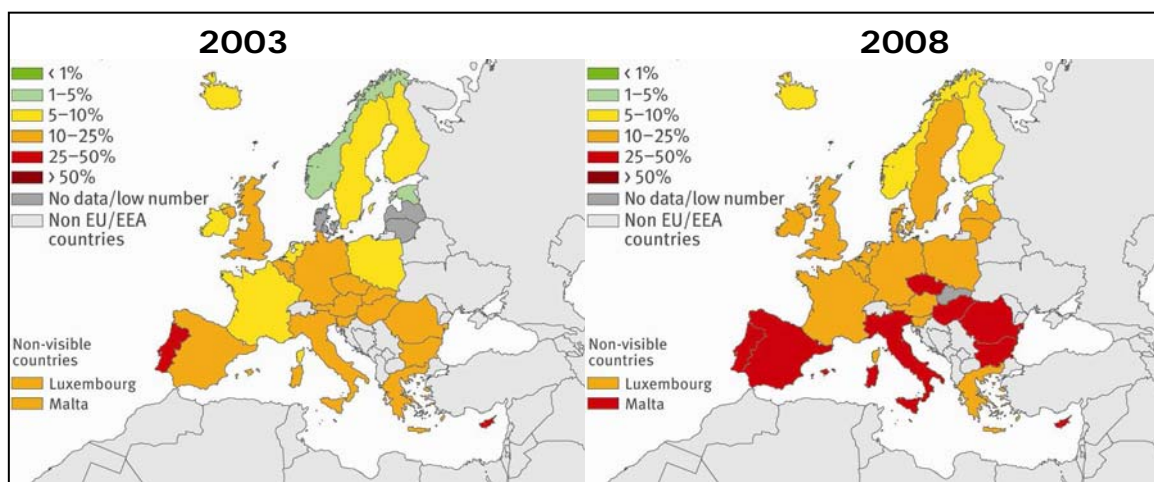 2003
< 1%
1–5%
5–10%
10–25%
25–50%
> 50%
No data/low number
Non EU/EEA
countries
Non-visible
countries
Luxembourg
Malta
2008
< 1%
1–5%
5–10%
10–25%
25–50%
> 50%
No data/low number
Non EU/EEA
countries
Non-visible
countries
Luxembourg
Malta